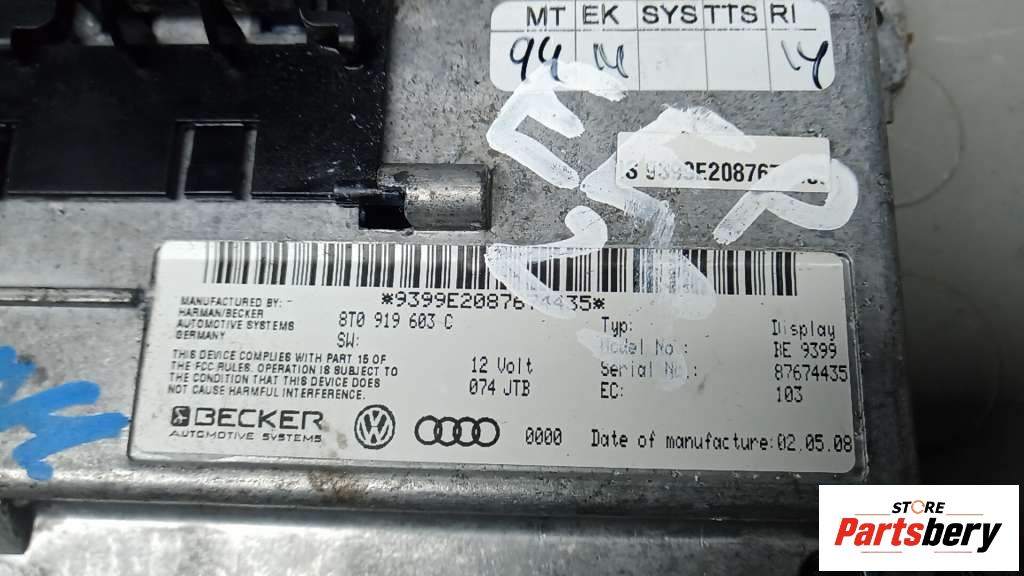 MT EK SYS TTS RI
94 M 14
*9399E2087674435*
MANUFACTURED BY: -
HARMAN/BECKER
AUTOMOTIVE SYSTEMS
GERMANY
8T0 919 603 C
SW:
THIS DEVICE COMPLIES WITH PART 15 OF
THE FCC RULES. OPERATION IS SUBJECT TO
THE CONDITION THAT THIS DEVICE DOES
NOT CAUSE HARMFUL INTERFERENCE.
12 Volt
074 JTB
Typ: Display
Model No.: BE 9399
Serial No.: 87674435
EC: 103
BECKER
AUTOMOTIVE SYSTEMS
0000 Date of manufacture: 02.05.08
STORE
Partsbery